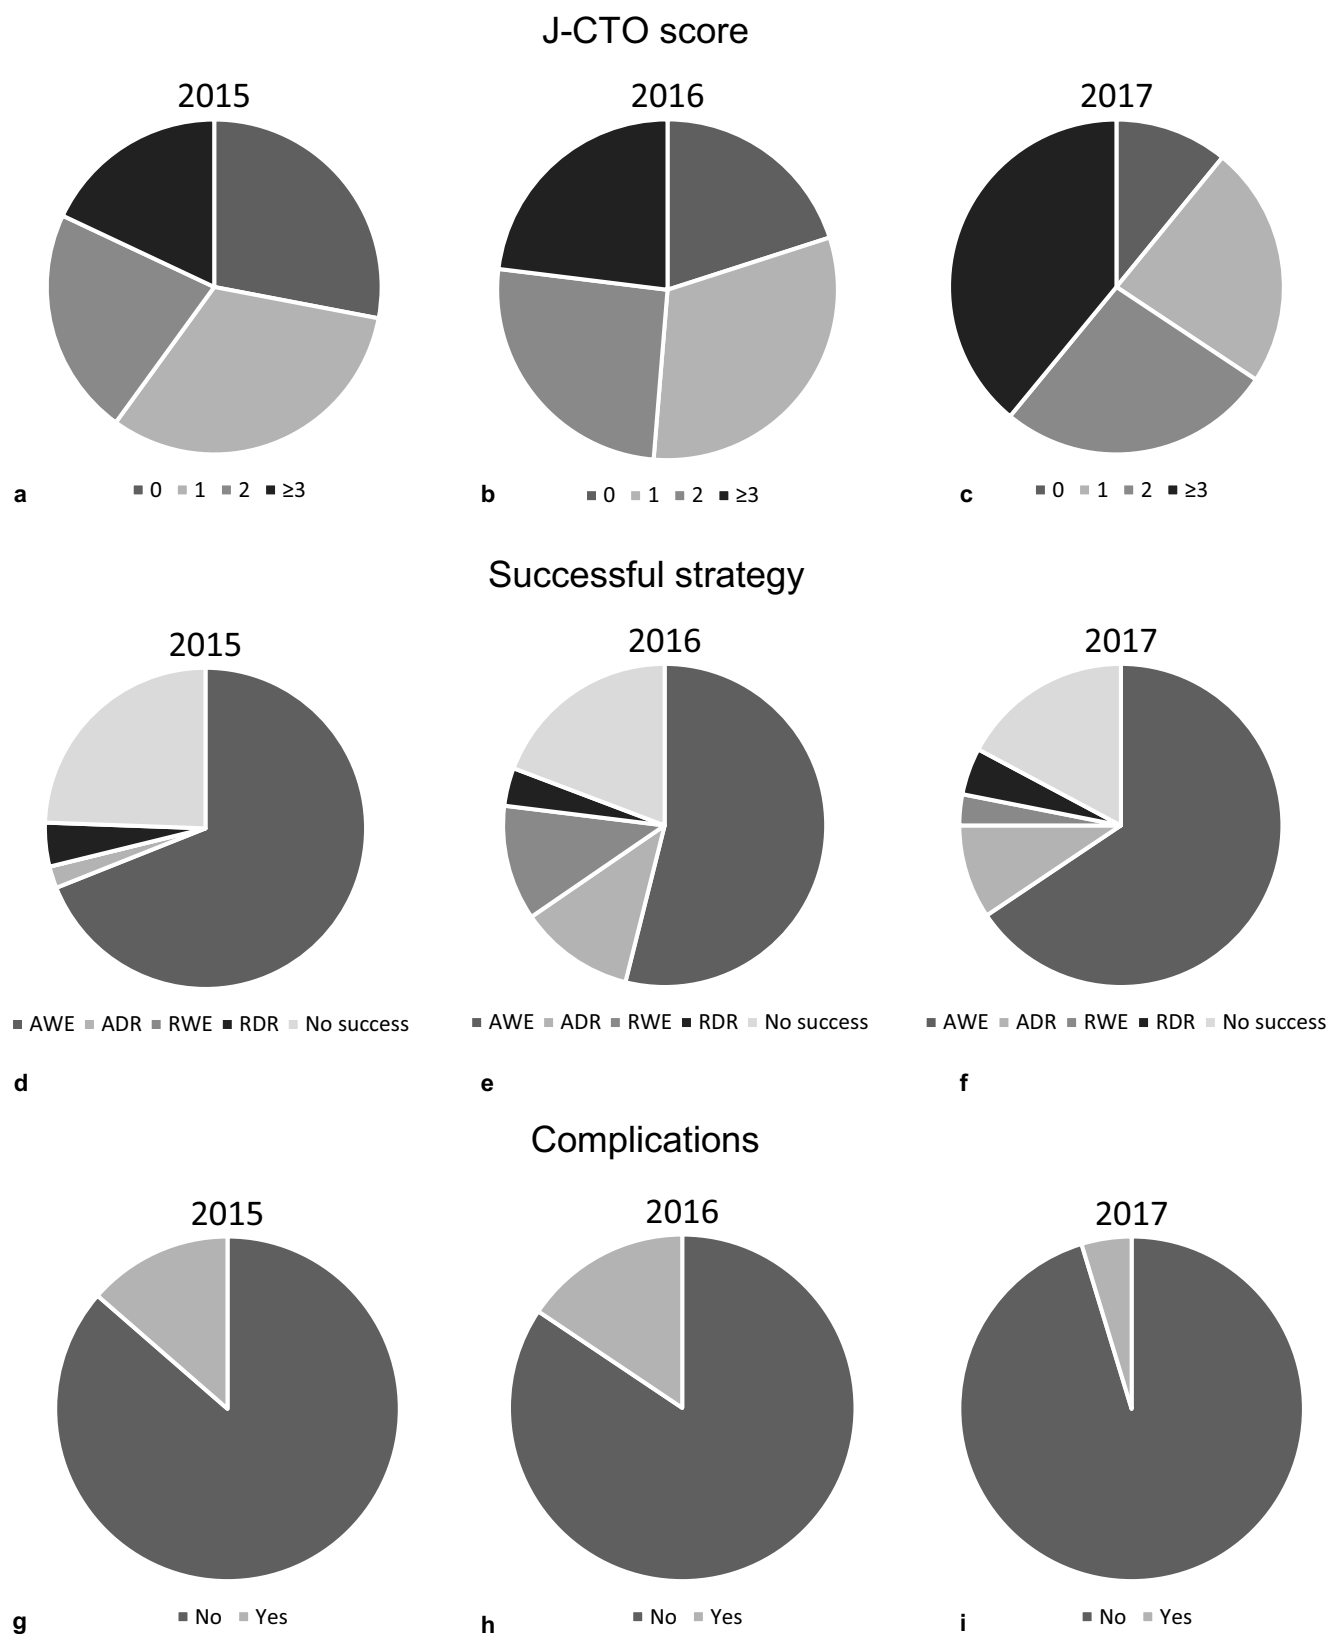 J-CTO score
2015
2016
2017
0 1 2 ≥3
0 1 2 ≥3
0 1 2 ≥3
a
b
c
Successful strategy
2015
2016
2017
AWE ADR RWE RDR No success
AWE ADR RWE RDR No success
AWE ADR RWE RDR No success
d
e
f
Complications
2015
2016
2017
No Yes
No Yes
No Yes
g
h
i